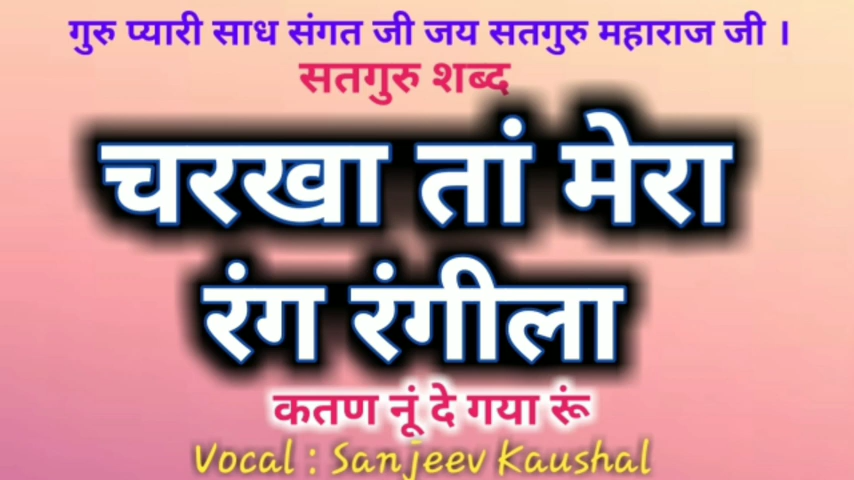 गुरु प्यारी साध संगत जी जय सतगुरु महाराज जी ।
सतगुरु शब्द
चरखा तां मेरा
रंग रंगीला
कतण नूं दे गया रूं
Vocal : Sanjeev Kaushal